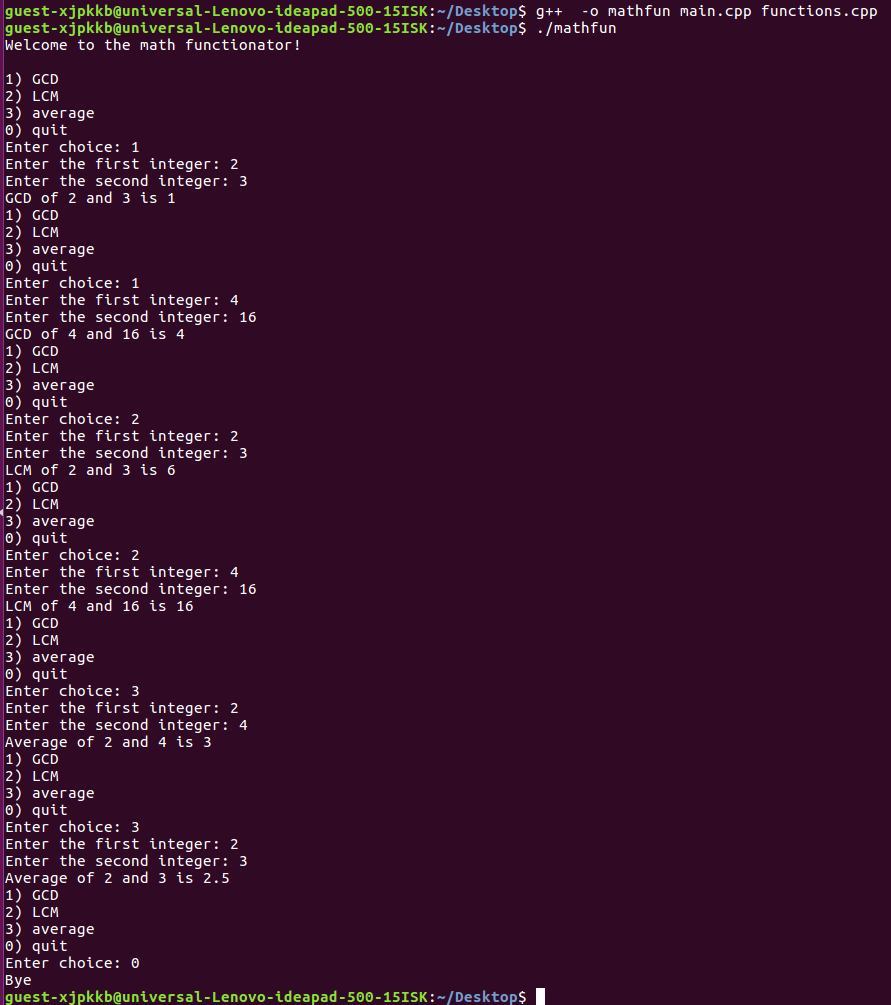 guest-xjpkkb@universal-Lenovo-ideapad-500-15ISK:~/Desktop$ g++  -o mathfun main.cpp functions.cpp
guest-xjpkkb@universal-Lenovo-ideapad-500-15ISK:~/Desktop$ ./mathfun
Welcome to the math functionator!

1) GCD
2) LCM
3) average
0) quit
Enter choice: 1
Enter the first integer: 2
Enter the second integer: 3
GCD of 2 and 3 is 1
1) GCD
2) LCM
3) average
0) quit
Enter choice: 1
Enter the first integer: 4
Enter the second integer: 16
GCD of 4 and 16 is 4
1) GCD
2) LCM
3) average
0) quit
Enter choice: 2
Enter the first integer: 2
Enter the second integer: 3
LCM of 2 and 3 is 6
1) GCD
2) LCM
3) average
0) quit
Enter choice: 2
Enter the first integer: 4
Enter the second integer: 16
LCM of 4 and 16 is 16
1) GCD
2) LCM
3) average
0) quit
Enter choice: 3
Enter the first integer: 2
Enter the second integer: 4
Average of 2 and 4 is 3
1) GCD
2) LCM
3) average
0) quit
Enter choice: 3
Enter the first integer: 2
Enter the second integer: 3
Average of 2 and 3 is 2.5
1) GCD
2) LCM
3) average
0) quit
Enter choice: 0
Bye
guest-xjpkkb@universal-Lenovo-ideapad-500-15ISK:~/Desktop$